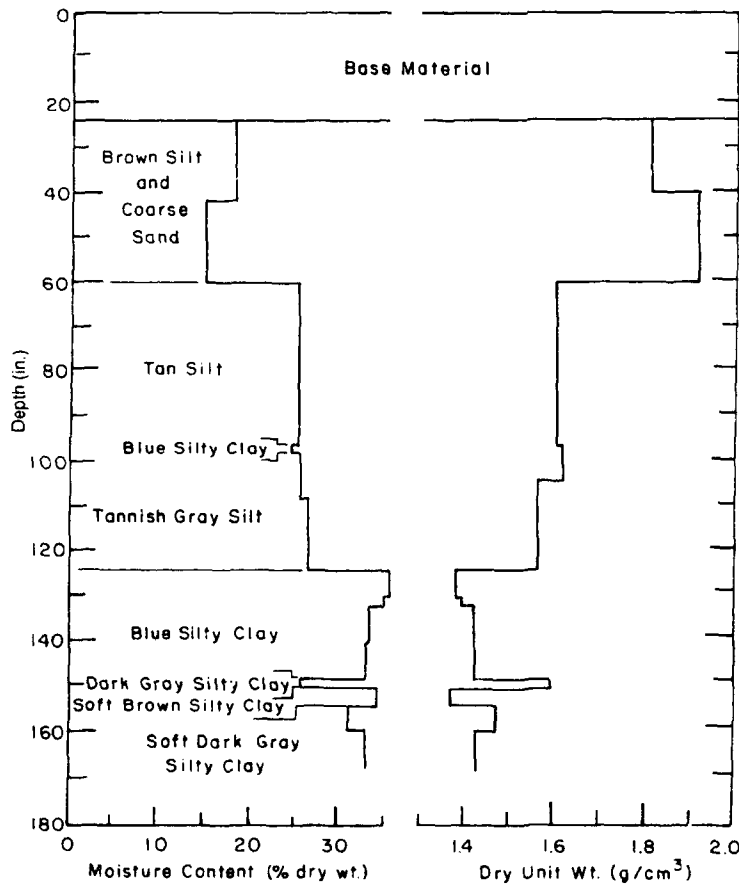 0
Base Material
20
Brown Silt
and
Coarse
Sand
40
60
Tan Silt
80
Depth (in.)
Blue Silty Clay
100
Tannish Gray Silt
120
Blue Silty Clay
140
Dark Gray Silty Clay
Soft Brown Silty Clay
160
Soft Dark Gray
Silty Clay
180
0 10 20 30 1.4 1.6 1.8 2.0
Moisture Content (% dry wt.) Dry Unit Wt. (g/cm³)